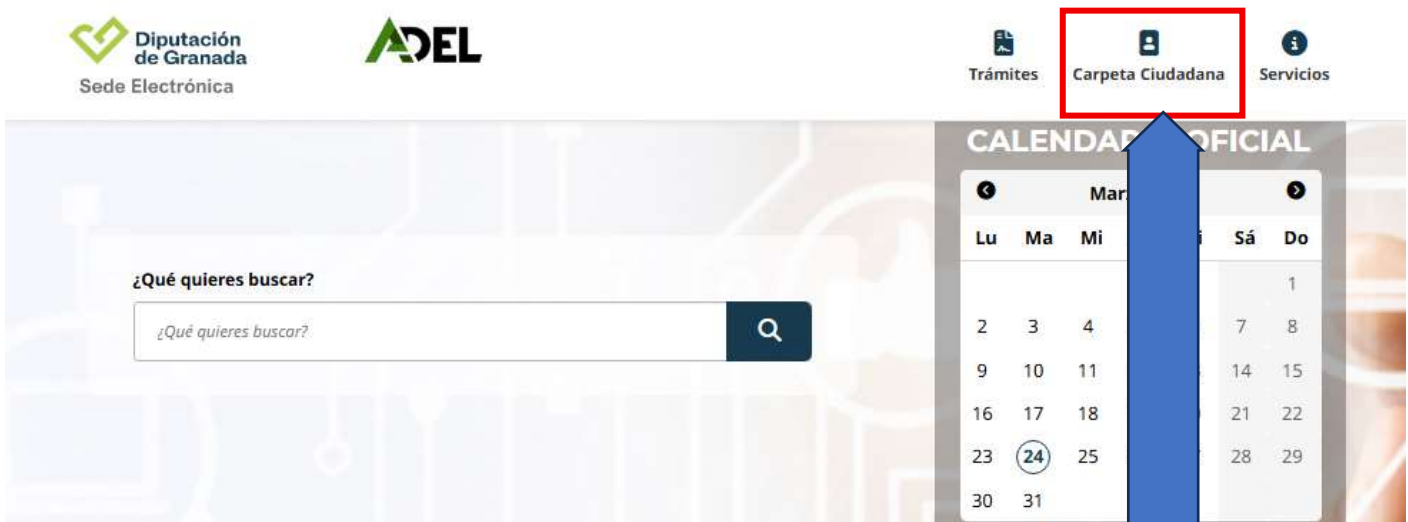 Diputación
de Granada
Sede Electrónica
ADEL
Trámites Carpeta Ciudadana Servicios
OFICIAL
Lu Ma Mi Sá Do
1
2 3 4 7 8
9 10 11 14 15
16 17 18 21 22
23 24 25 28 29
30 31
¿Qué quieres buscar?
¿Qué quieres buscar?